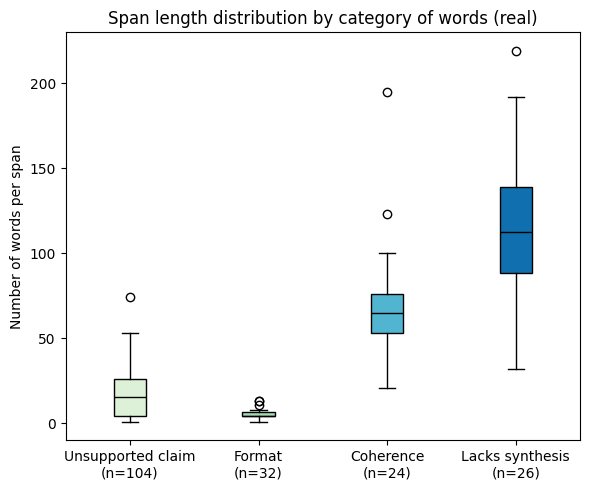 Span length distribution by category of words (real)
Number of words per span
200
150
100
50
0
Unsupported claim
(n=104)
Format
(n=32)
Coherence
(n=24)
Lacks synthesis
(n=26)